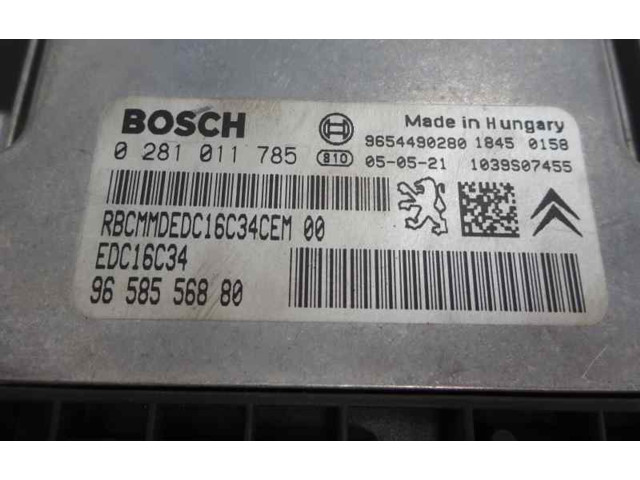 BOSCH
Made in Hungary
9654490280 1845 0158
0 281 011 785 810 05-05-21 1039S07455
RBCMMDEDC16C34CEM 00
EDC16C34
96 585 568 80